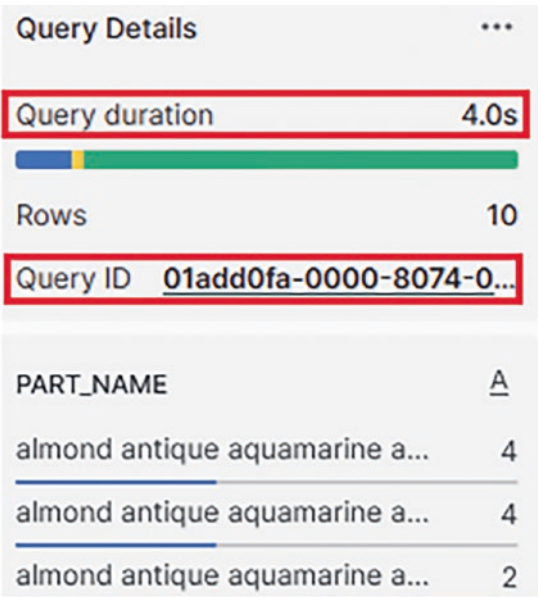 Query Details ...
Query duration 4.0s
Rows 10
Query ID 01add0fa-0000-8074-0...
PART_NAME A
almond antique aquamarine a... 4
almond antique aquamarine a... 4
almond antique aquamarine a... 2